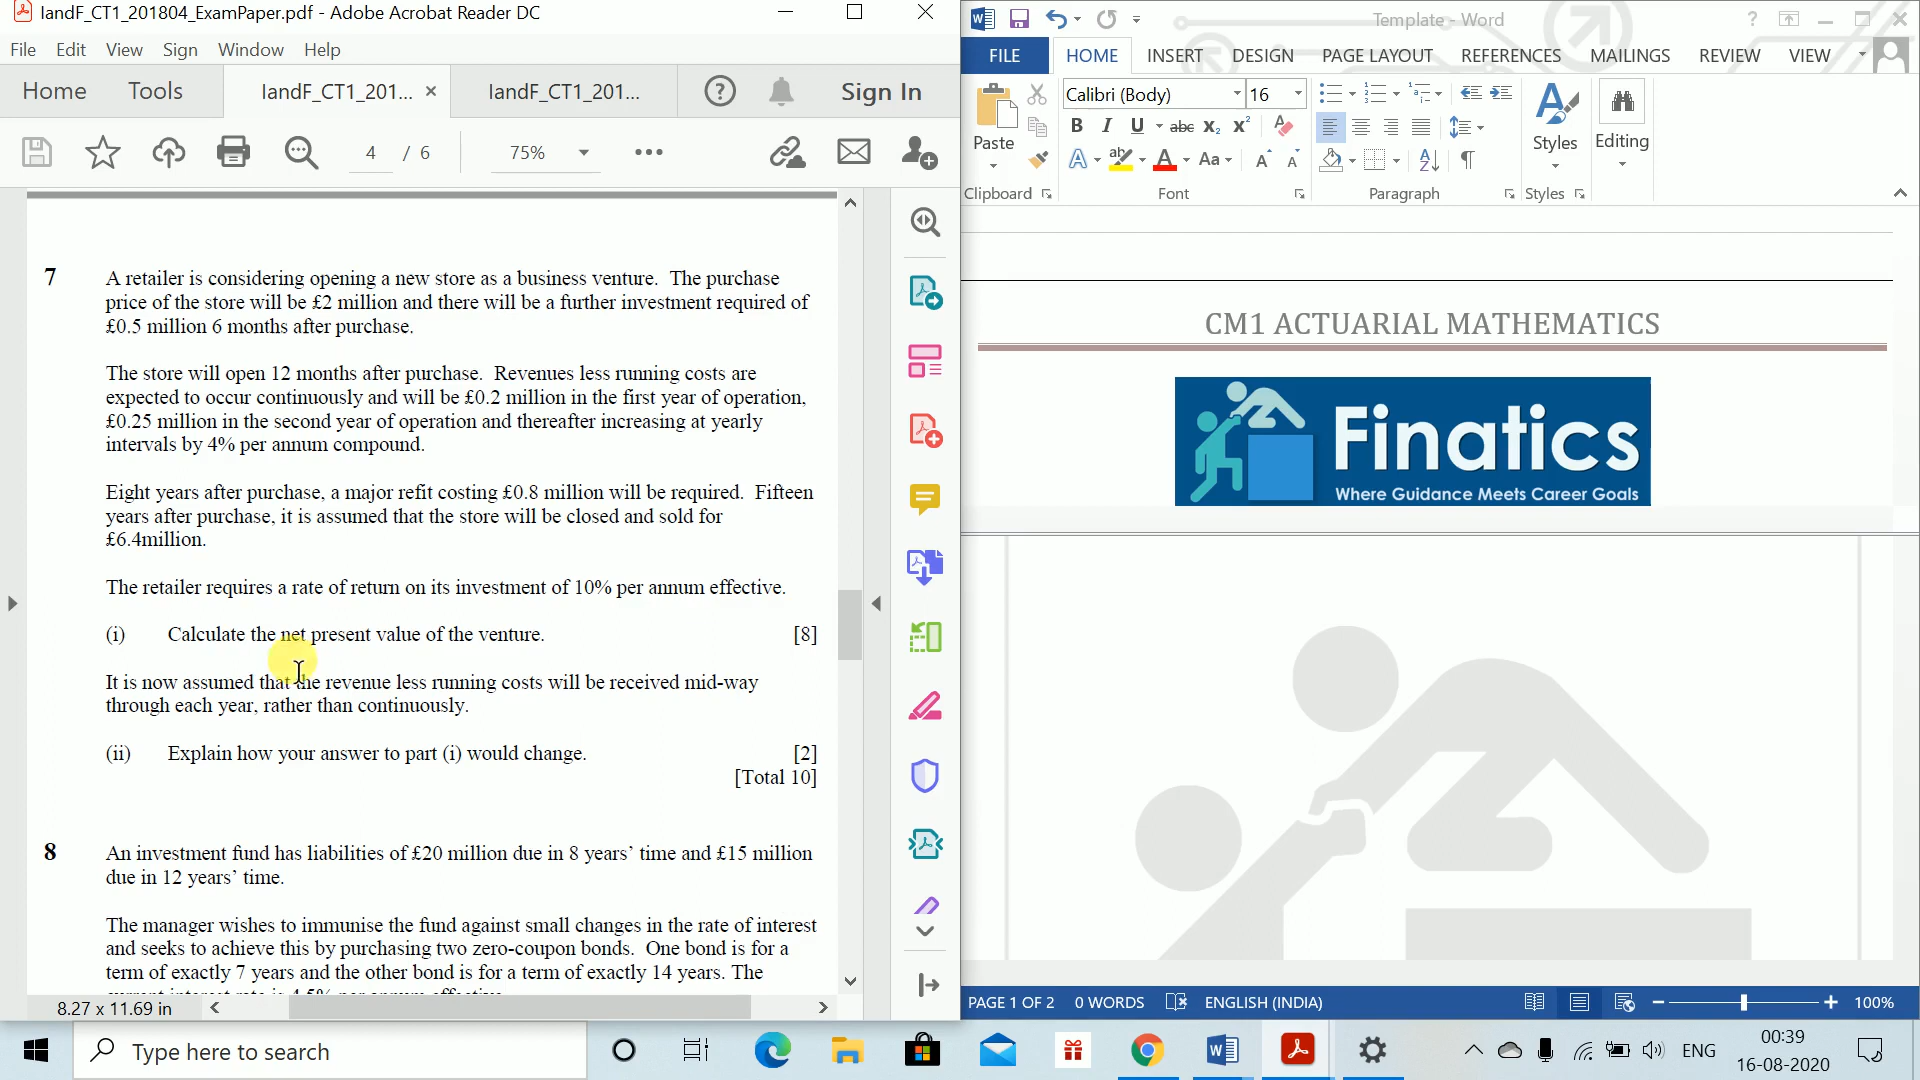 IandF_CT1_201804_ExamPaper.pdf - Adobe Acrobat Reader DC
File Edit View Sign Window Help
Home Tools IandF_CT1_201... × IandF_CT1_201... Sign In
4 / 6 75%
7 A retailer is considering opening a new store as a business venture. The purchase
price of the store will be £2 million and there will be a further investment required of
£0.5 million 6 months after purchase.
The store will open 12 months after purchase. Revenues less running costs are
expected to occur continuously and will be £0.2 million in the first year of operation,
£0.25 million in the second year of operation and thereafter increasing at yearly
intervals by 4% per annum compound.
Eight years after purchase, a major refit costing £0.8 million will be required. Fifteen
years after purchase, it is assumed that the store will be closed and sold for
£6.4million.
The retailer requires a rate of return on its investment of 10% per annum effective.
(i) Calculate the net present value of the venture. [8]
It is now assumed that the revenue less running costs will be received mid-way
through each year, rather than continuously.
(ii) Explain how your answer to part (i) would change. [2]
[Total 10]
8 An investment fund has liabilities of £20 million due in 8 years' time and £15 million
due in 12 years' time.
The manager wishes to immunise the fund against small changes in the rate of interest
and seeks to achieve this by purchasing two zero-coupon bonds. One bond is for a
term of exactly 7 years and the other bond is for a term of exactly 14 years. The
8.27 x 11.69 in
Template - Word
FILE HOME INSERT DESIGN PAGE LAYOUT REFERENCES MAILINGS REVIEW VIEW
Calibri (Body) 16
Paste
Styles
Editing
Clipboard Font Paragraph Styles
CM1 ACTUARIAL MATHEMATICS
Finatics
Where Guidance Meets Career Goals
PAGE 1 OF 2 0 WORDS ENGLISH (INDIA) 100%
Type here to search
ENG
00:39
16-08-2020